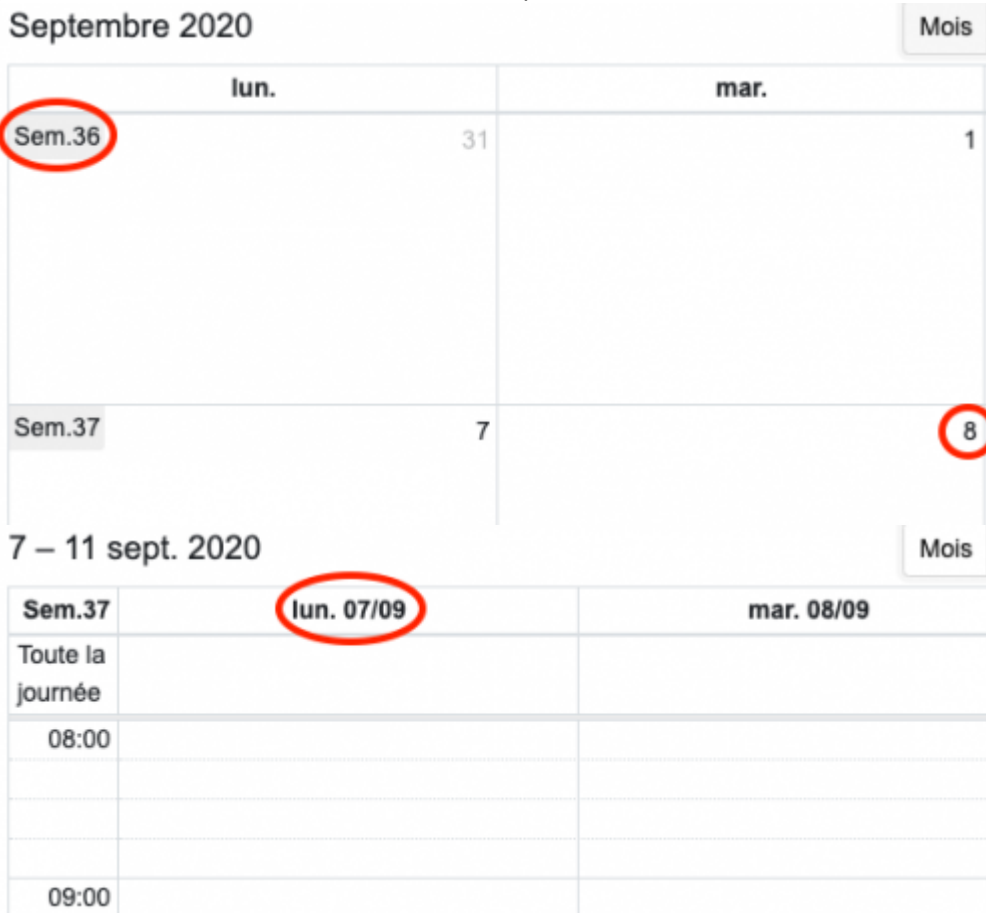 Septembre 2020 Mois
lun. mar.
Sem.36 31 1
Sem.37 7 8
7 – 11 sept. 2020 Mois
Sem.37 lun. 07/09 mar. 08/09
Toute la
journée
08:00
09:00